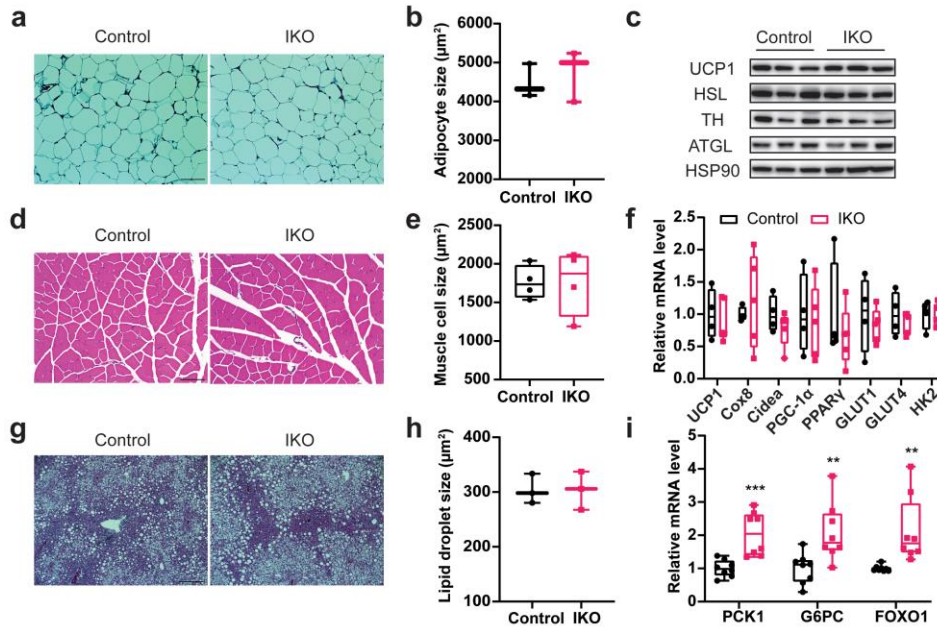 a
Control IKO
b
Adipocyte size (µm²)
6000
5000
4000
3000
2000
Control IKO
c
Control IKO
UCP1
HSL
TH
ATGL
HSP90
d
Control IKO
e
Muscle cell size (µm²)
2500
2000
1500
1000
500
Control IKO
f
Relative mRNA level
Control IKO
2.5
2.0
1.5
1.0
0.5
0.0
UCP1
Cox8
Cidea
PGC-1α
PPARγ
GLUT1
GLUT4
HK2
g
Control IKO
h
Lipid droplet size (µm²)
400
300
200
Control IKO
i
Relative mRNA level
5
4
3
2
1
0
*** ** **
PCK1 G6PC FOXO1